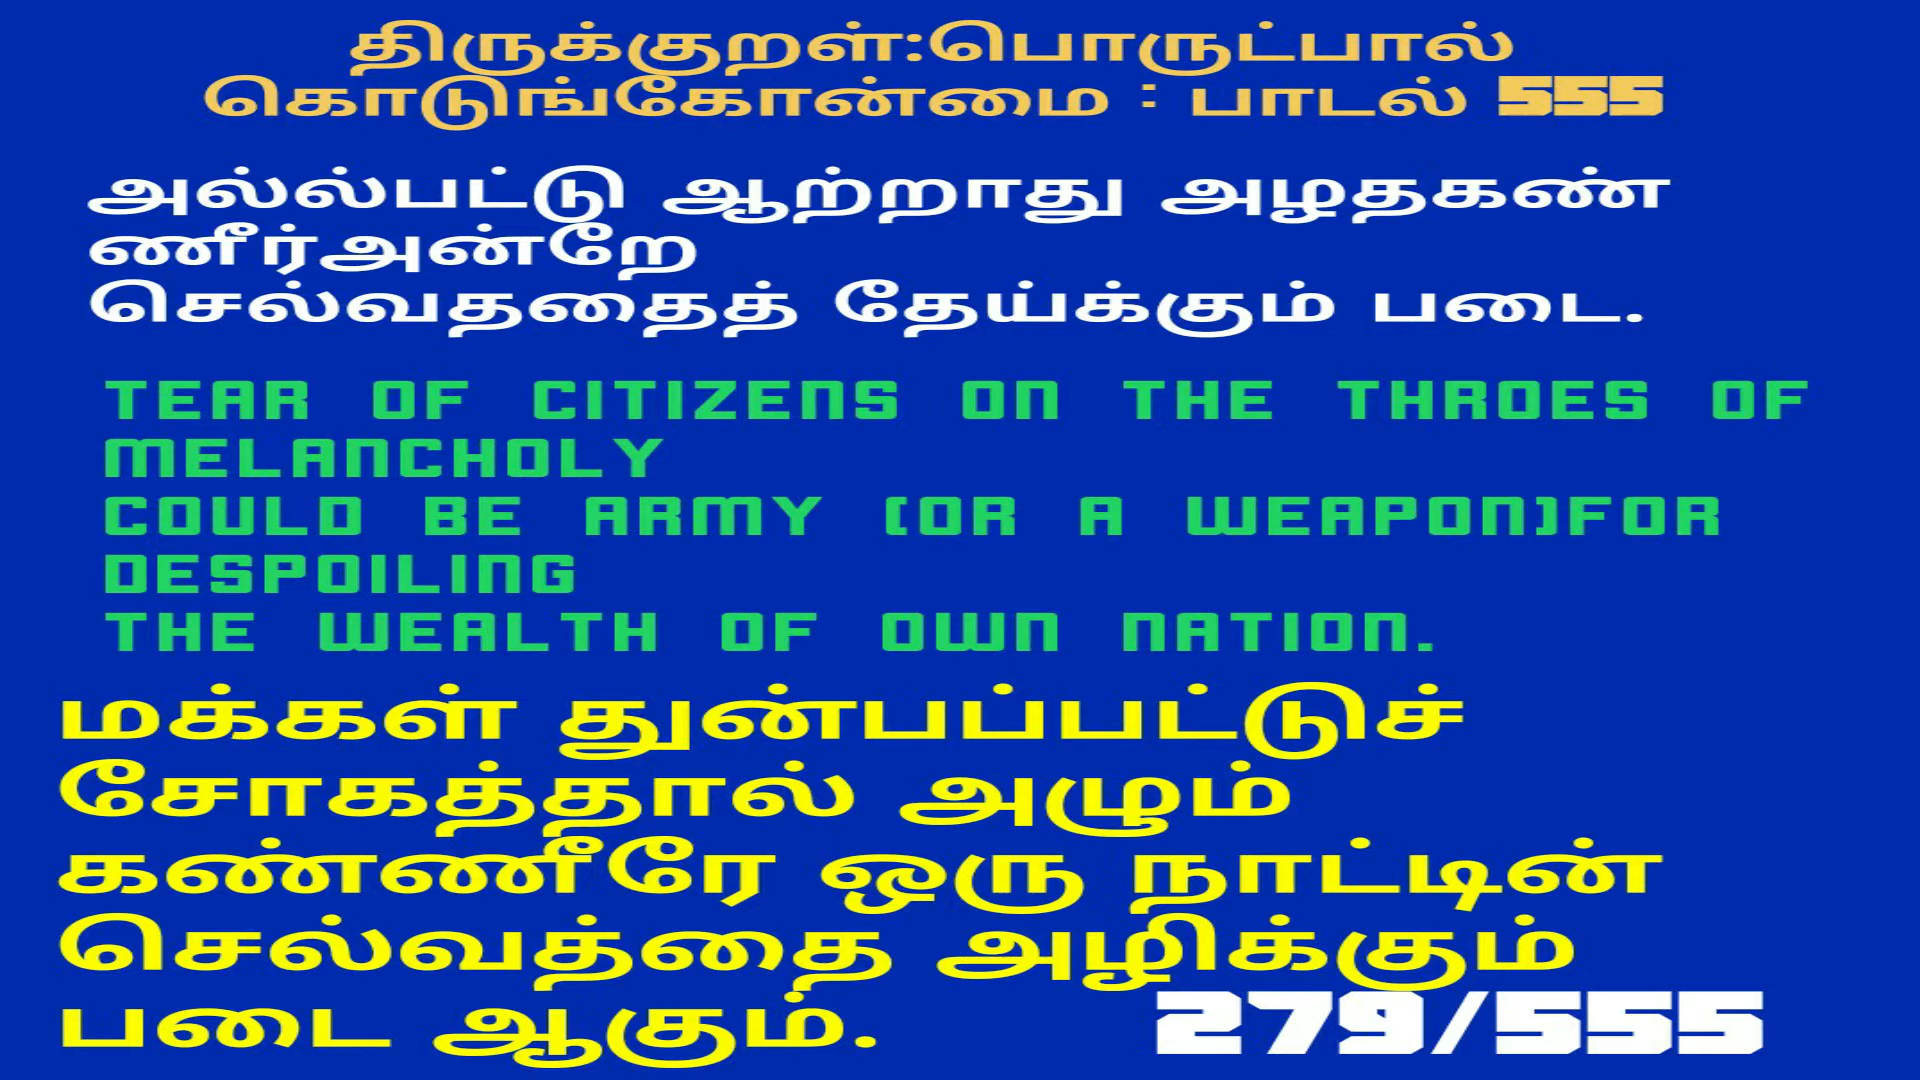 திருக்குறள்:பொருட்பால்
கொடுங்கோன்மை : பாடல் 555
அல்ல்பட்டு ஆற்றாது அழதகண்
ணீர்அன்றே
செல்வததைத் தேய்க்கும் படை.
TEAR OF CITIZENS ON THE THROES OF
MELANCHOLY
COULD BE ARMY (OR A WEAPON)FOR
DESPOILING
THE WEALTH OF OWN NATION.
மக்கள் துன்பப்பட்டுச்
சோகத்தால் அழும்
கண்ணீரே ஒரு நாட்டின்
செல்வத்தை அழிக்கும்
படை ஆகும்.
279/555